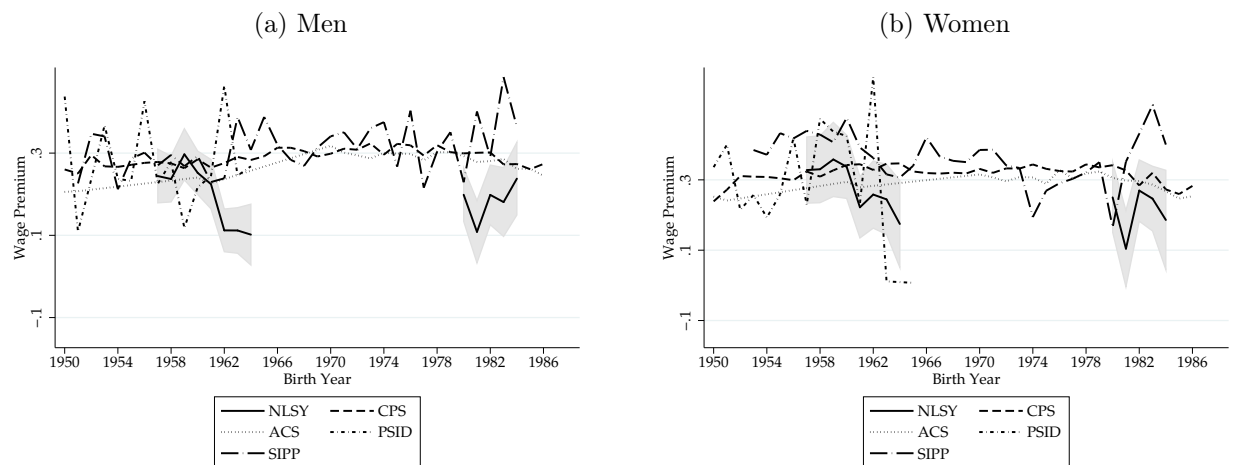 (a) Men
Wage Premium
.3
.1
-.1
1950 1954 1958 1962 1966 1970 1974 1978 1982 1986
Birth Year
NLSY CPS
ACS PSID
SIPP
(b) Women
Wage Premium
.3
.1
-.1
1950 1954 1958 1962 1966 1970 1974 1978 1982 1986
Birth Year
NLSY CPS
ACS PSID
SIPP